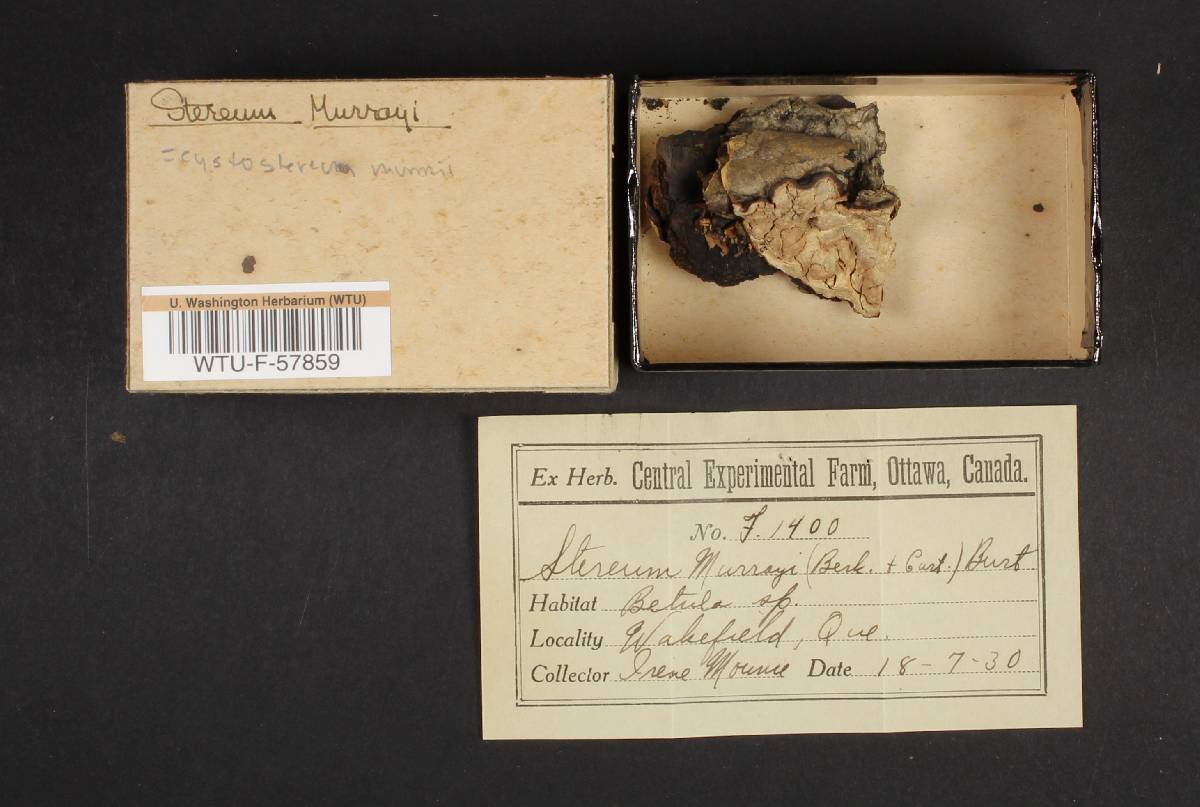 Stereum Murrayi
= cystostereum murraii
U. Washington Herbarium (WTU)
WTU-F-57859
Ex Herb. Central Experimental Farm, Ottawa, Canada.
No. F. 1400
Stereum Murrayi (Berk. + Curt.) Burt
Habitat Betula sp.
Locality Wakefield, Que.
Collector Irene Mounce Date 18-7-30